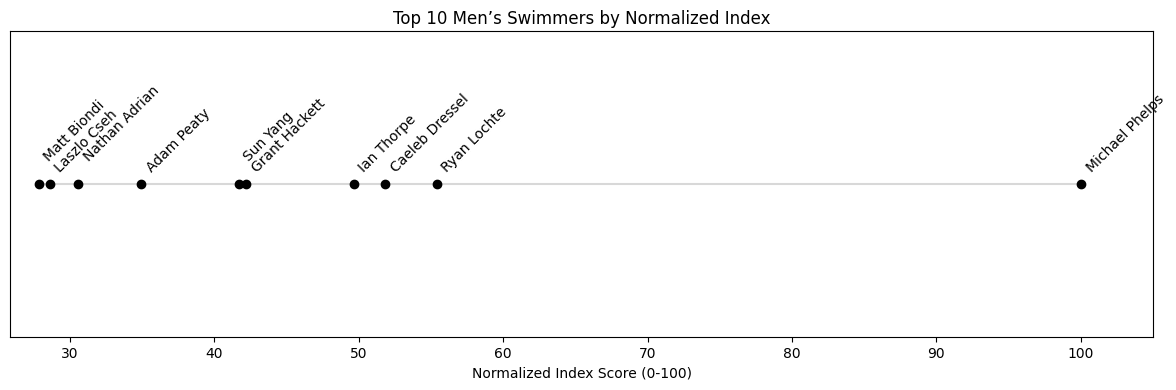 Top 10 Men’s Swimmers by Normalized Index
Matt Biondi
Laszlo Cseh
Nathan Adrian
Adam Peaty
Sun Yang
Grant Hackett
Ian Thorpe
Caeleb Dressel
Ryan Lochte
Michael Phelps
30 40 50 60 70 80 90 100
Normalized Index Score (0-100)